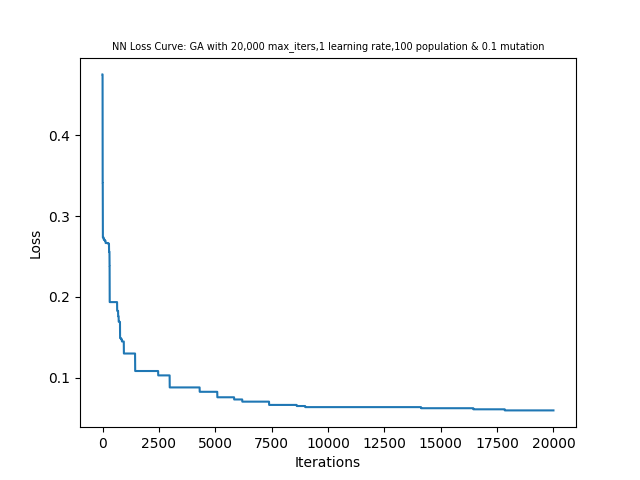 NN Loss Curve: GA with 20,000 max_iters,1 learning rate,100 population & 0.1 mutation
0.4
0.3
0.2
0.1
Loss
0 2500 5000 7500 10000 12500 15000 17500 20000
Iterations